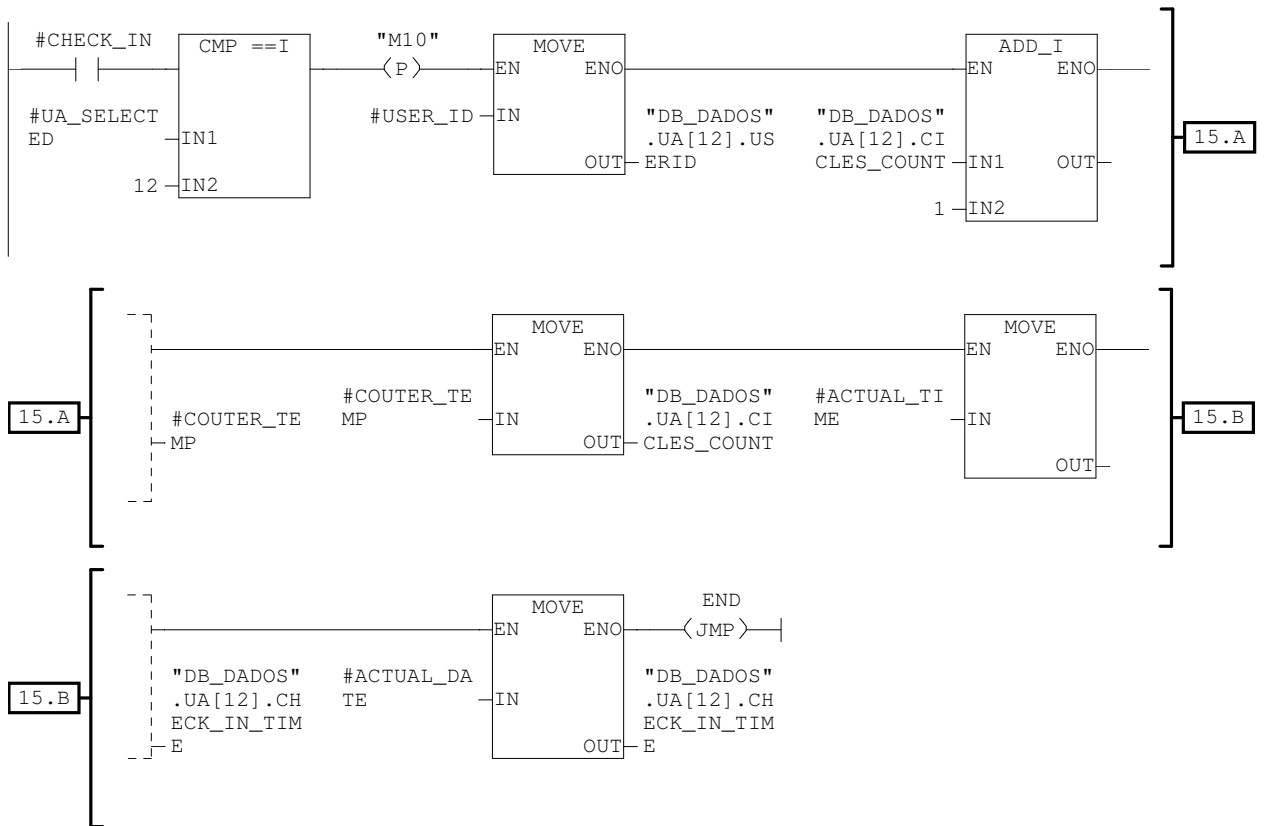 #CHECK_IN
CMP ==I
"M10"
MOVE
ADD_I
P
EN
ENO
EN
ENO
#UA_SELECT
ED
IN1
#USER_ID
IN
"DB_DADOS"
.UA[12].US
ERID
"DB_DADOS"
.UA[12].CI
CLES_COUNT
OUT
IN1
OUT
15.A
12
IN2
1
IN2
MOVE
MOVE
EN
ENO
EN
ENO
15.A
#COUTER_TE
MP
#COUTER_TE
MP
IN
"DB_DADOS"
.UA[12].CI
CLES_COUNT
OUT
#ACTUAL_TI
ME
IN
OUT
15.B
MOVE
END
EN
ENO
JMP
15.B
"DB_DADOS"
.UA[12].CH
ECK_IN_TIM
E
#ACTUAL_DA
TE
IN
OUT
"DB_DADOS"
.UA[12].CH
ECK_IN_TIM
E